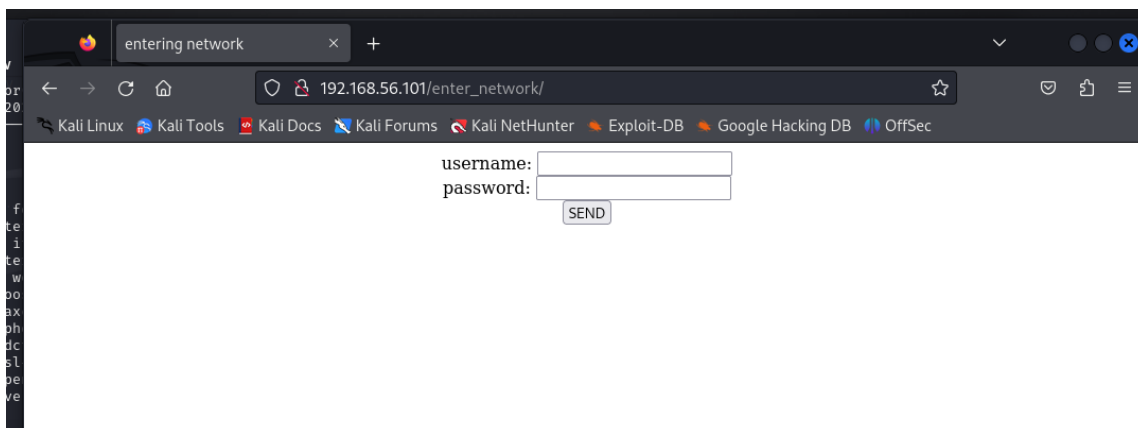 entering network
192.168.56.101/enter_network/
Kali Linux Kali Tools Kali Docs Kali Forums Kali NetHunter Exploit-DB Google Hacking DB OffSec
username:
password:
SEND